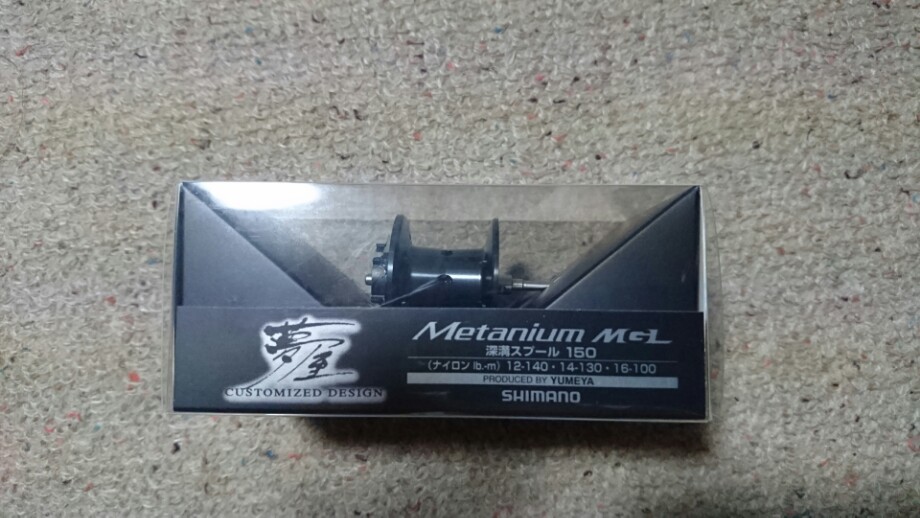 夢屋
CUSTOMIZED DESIGN
Metanium MGL
深溝スプール 150
(ナイロン lb.-m) 12-140・14-130・16-100
PRODUCED BY YUMEYA
SHIMANO